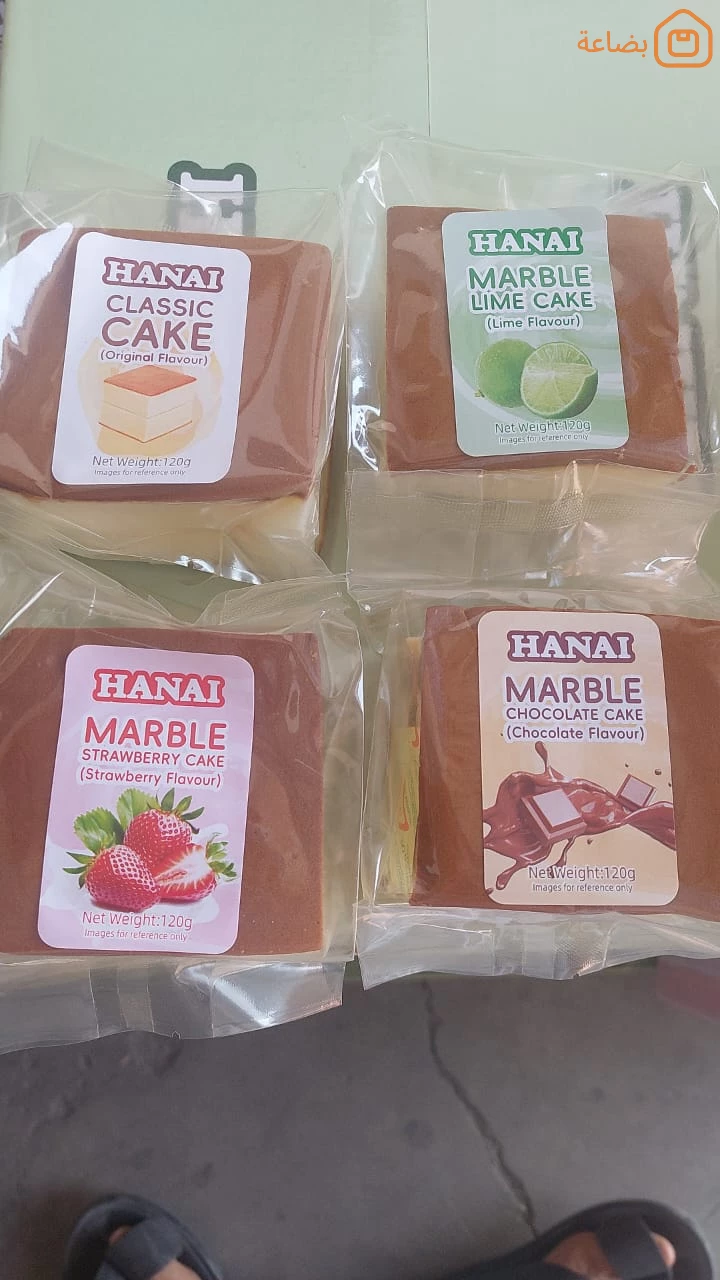 بضاعة
HANAI
CLASSIC
CAKE
(Original Flavour)
Net Weight:120g
Images for reference only
HANAI
MARBLE
LIME CAKE
(Lime Flavour)
Net Weight:120g
Images for reference only
HANAI
MARBLE
STRAWBERRY CAKE
(Strawberry Flavour)
Net Weight:120g
Images for reference only
HANAI
MARBLE
CHOCOLATE CAKE
(Chocolate Flavour)
Net Weight:120g
Images for reference only